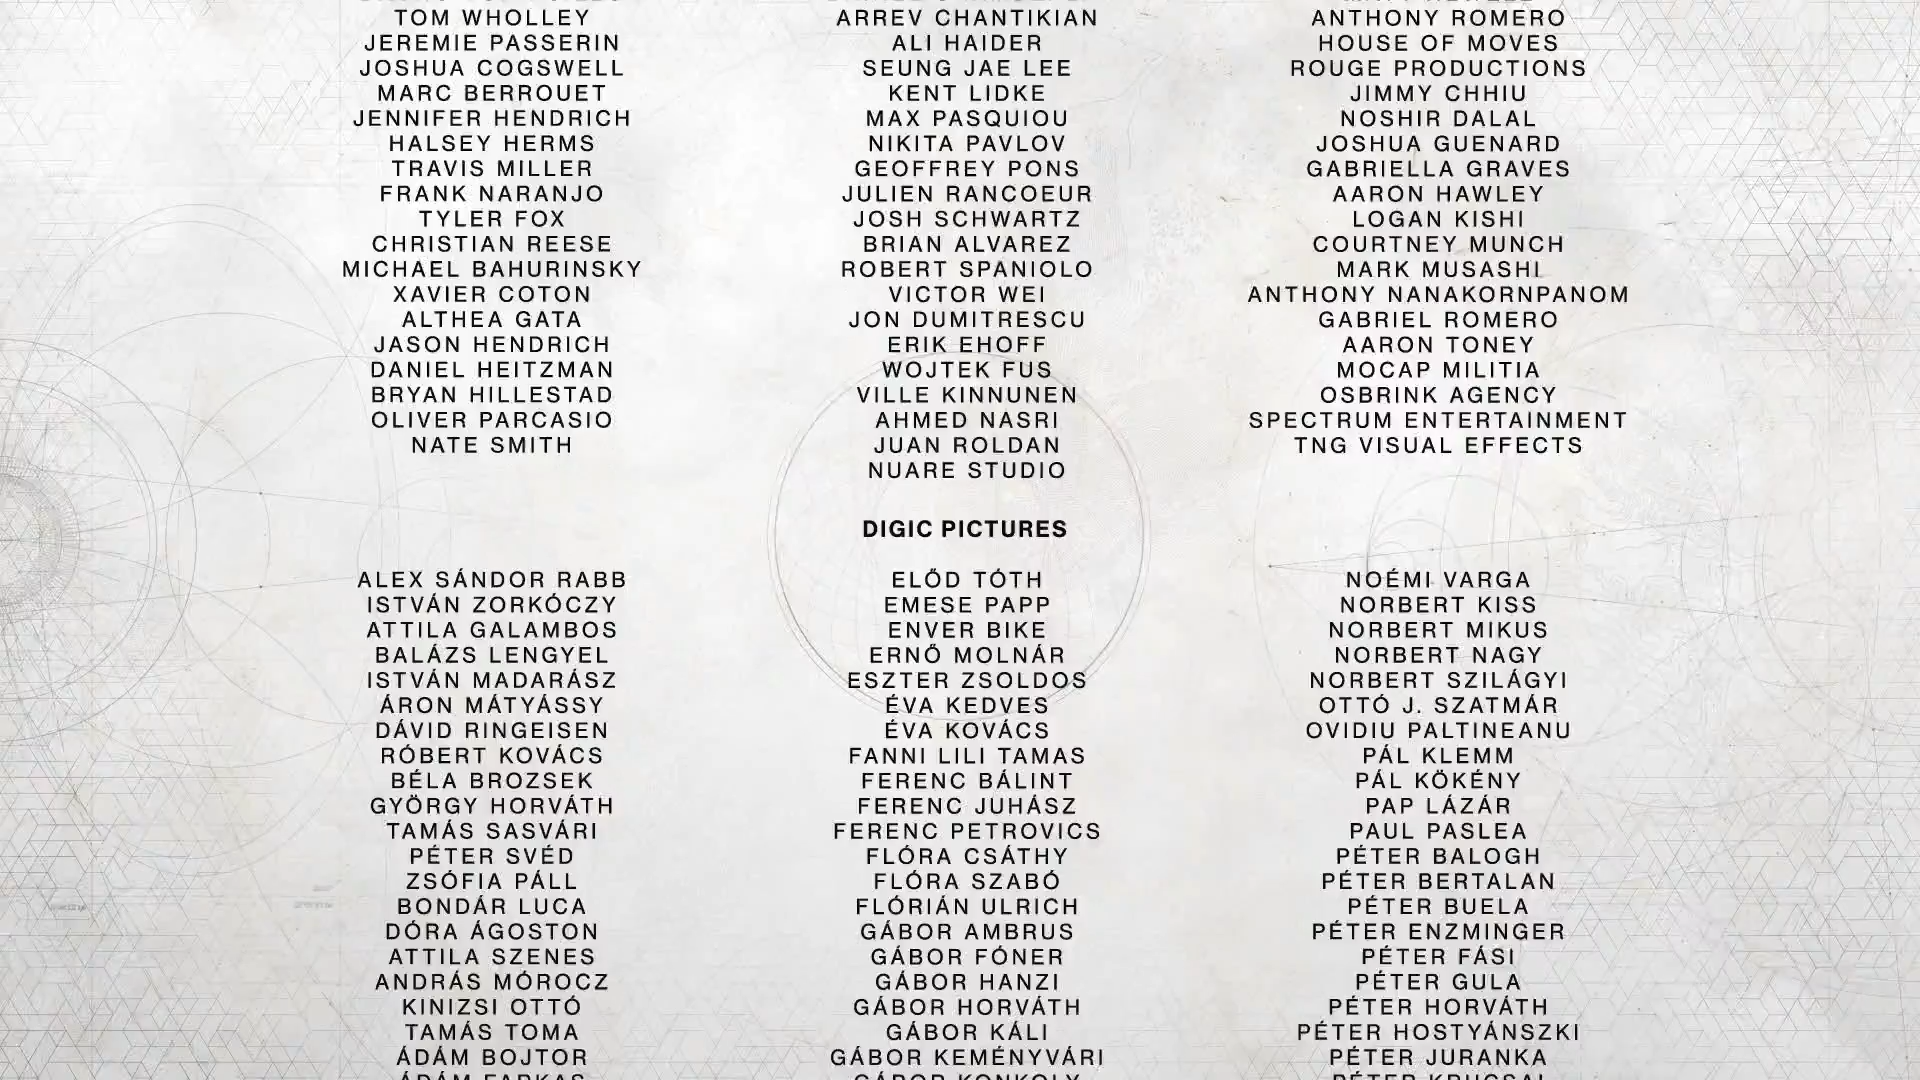 TOM WHOLLEY
JEREMIE PASSERIN
JOSHUA COGSWELL
MARC BERROUET
JENNIFER HENDRICH
HALSEY HERMS
TRAVIS MILLER
FRANK NARANJO
TYLER FOX
CHRISTIAN REESE
MICHAEL BAHURINSKY
XAVIER COTON
ALTHEA GATA
JASON HENDRICH
DANIEL HEITZMAN
BRYAN HILLESTAD
OLIVER PARCASIO
NATE SMITH
ARREV CHANTIKIAN
ALI HAIDER
SEUNG JAE LEE
KENT LIDKE
MAX PASQUIOU
NIKITA PAVLOV
GEOFFREY PONS
JULIEN RANCOEUR
JOSH SCHWARTZ
BRIAN ALVAREZ
ROBERT SPANIOLO
VICTOR WEI
JON DUMITRESCU
ERIK EHOFF
WOJTEK FUS
VILLE KINNUNEN
AHMED NASRI
JUAN ROLDAN
NUARE STUDIO
ANTHONY ROMERO
HOUSE OF MOVES
ROUGE PRODUCTIONS
JIMMY CHHIU
NOSHIR DALAL
JOSHUA GUENARD
GABRIELLA GRAVES
AARON HAWLEY
LOGAN KISHI
COURTNEY MUNCH
MARK MUSASHI
ANTHONY NANAKORNPANOM
GABRIEL ROMERO
AARON TONEY
MOCAP MILITIA
OSBRINK AGENCY
SPECTRUM ENTERTAINMENT
TNG VISUAL EFFECTS
DIGIC PICTURES
ALEX SÁNDOR RABB
ISTVÁN ZORKÓCZY
ATTILA GALAMBOS
BALÁZS LENGYEL
ISTVÁN MADARÁSZ
ÁRON MÁTYÁSSY
DÁVID RINGEISEN
RÓBERT KOVÁCS
BÉLA BROZSEK
GYÖRGY HORVÁTH
TAMÁS SASVÁRI
PÉTER SVÉD
ZSÓFIA PÁLL
BONDÁR LUCA
DÓRA ÁGOSTON
ATTILA SZENES
ANDRÁS MÓROCZ
KINIZSI OTTÓ
TAMÁS TOMA
ÁDÁM BOJTOR
ÁDÁM FARKAS
ELŐD TÓTH
EMESE PAPP
ENVER BIKE
ERNŐ MOLNÁR
ESZTER ZSOLDOS
ÉVA KEDVES
ÉVA KOVÁCS
FANNI LILI TAMAS
FERENC BÁLINT
FERENC JUHÁSZ
FERENC PETROVICS
FLÓRA CSÁTHY
FLÓRA SZABÓ
FLÓRIÁN ULRICH
GÁBOR AMBRUS
GÁBOR FÓNER
GÁBOR HANZI
GÁBOR HORVÁTH
GÁBOR KÁLI
GÁBOR KEMÉNYVÁRI
GÁBOR KONKOLY
NOÉMI VARGA
NORBERT KISS
NORBERT MIKUS
NORBERT NAGY
NORBERT SZILÁGYI
OTTÓ J. SZATMÁR
OVIDIU PALTINEANU
PÁL KLEMM
PÁL KÖKÉNY
PAP LÁZÁR
PAUL PASLEA
PÉTER BALOGH
PÉTER BERTALAN
PÉTER BUELA
PÉTER ENZMINGER
PÉTER FÁSI
PÉTER GULA
PÉTER HORVÁTH
PÉTER HOSTYÁNSZKI
PÉTER JURANKA
PÉTER KRUCSAI